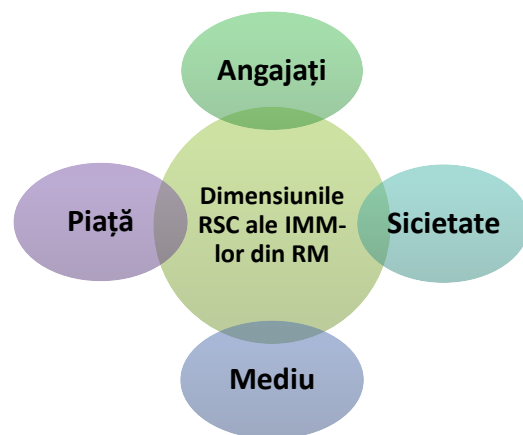 Angajați
Piață
Dimensiunile
RSC ale IMM-
lor din RM
Sicietate
Mediu